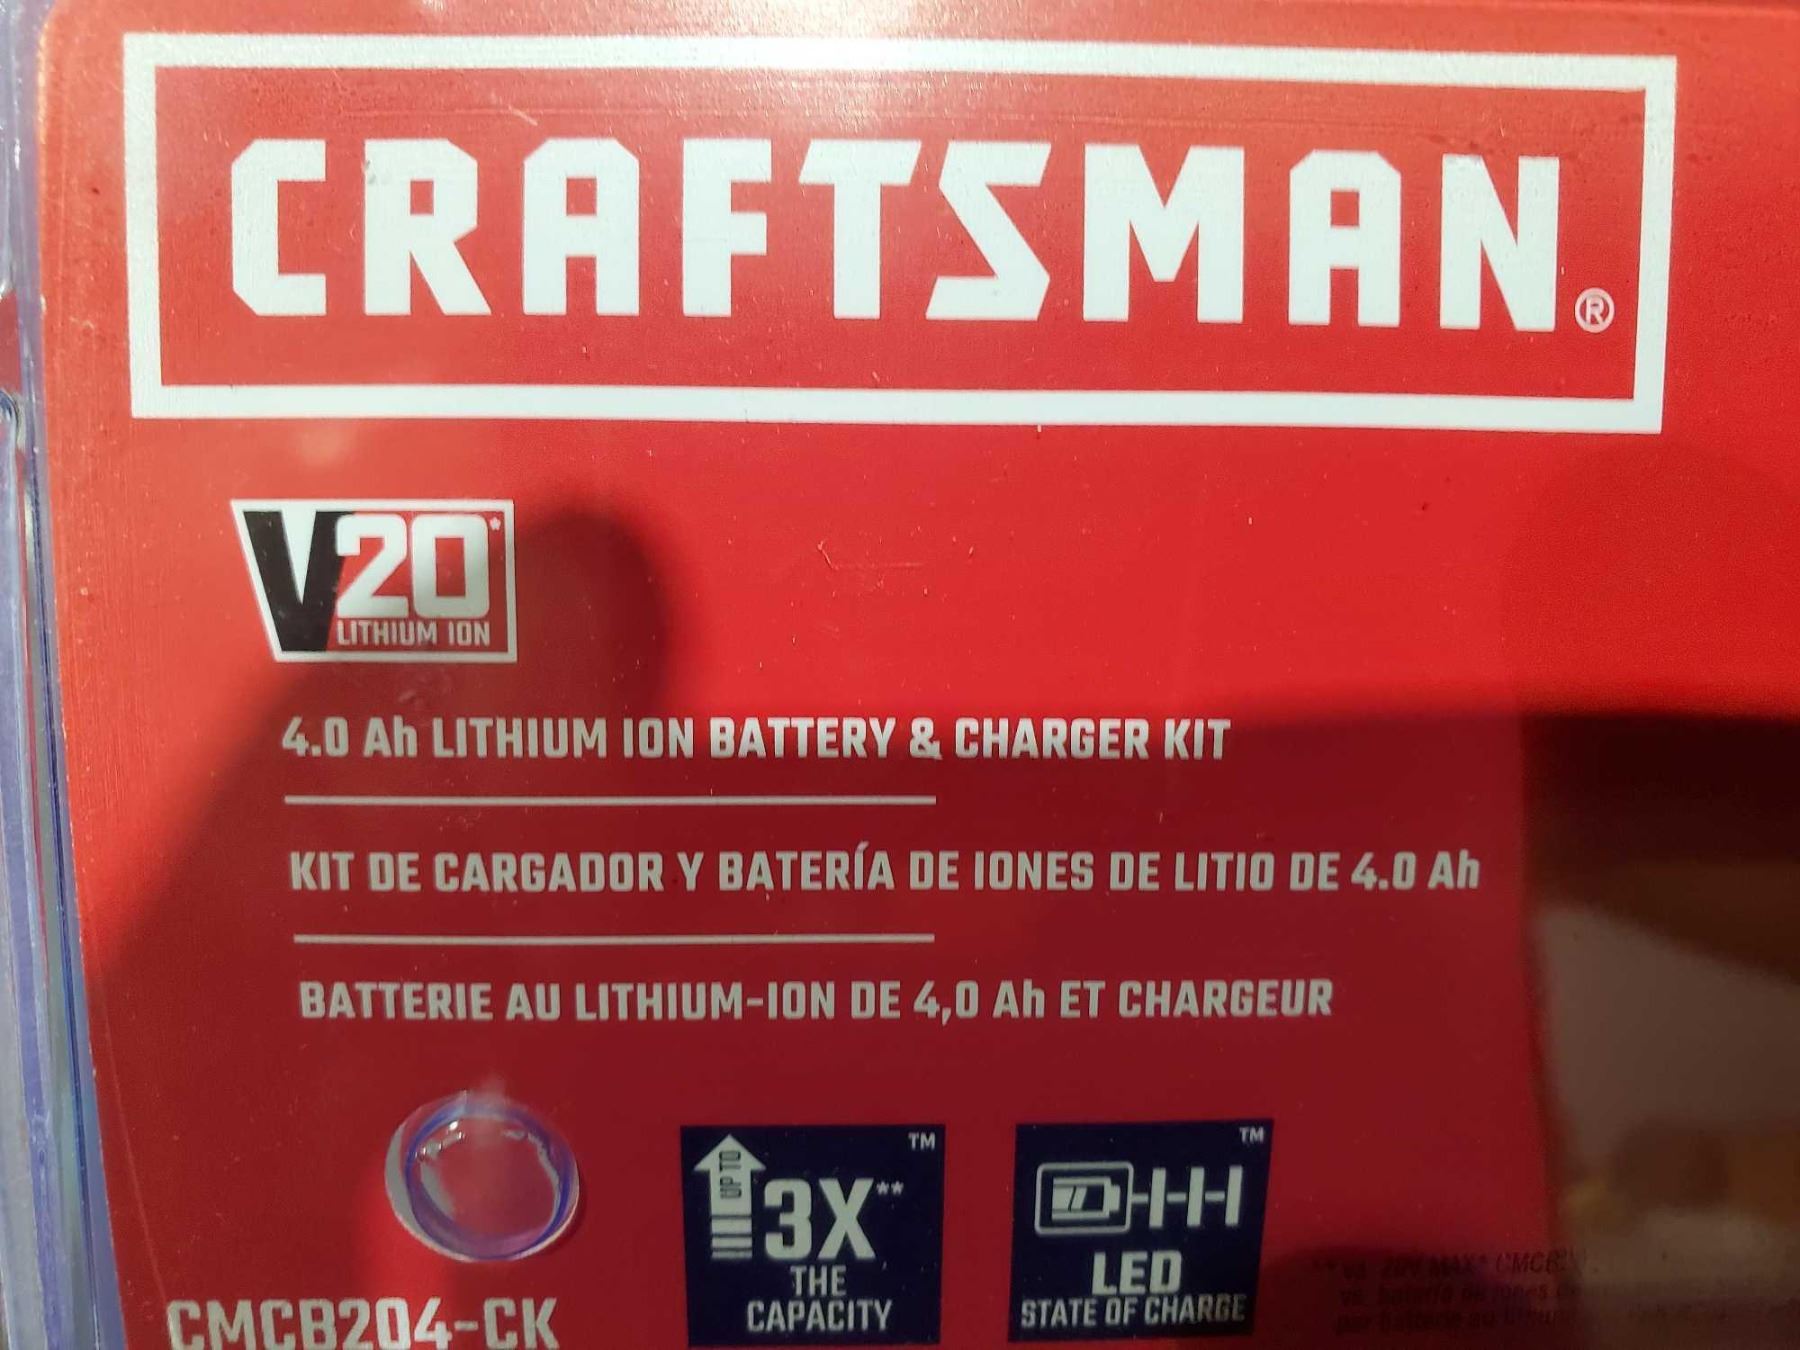 CRAFTSMAN®
V20*
LITHIUM ION
4.0 Ah LITHIUM ION BATTERY & CHARGER KIT
KIT DE CARGADOR Y BATERÍA DE IONES DE LITIO DE 4.0 Ah
BATTERIE AU LITHIUM-ION DE 4,0 Ah ET CHARGEUR
UP TO
3X**™
THE
CAPACITY
™
LED
STATE OF CHARGE
CMCB204-CK